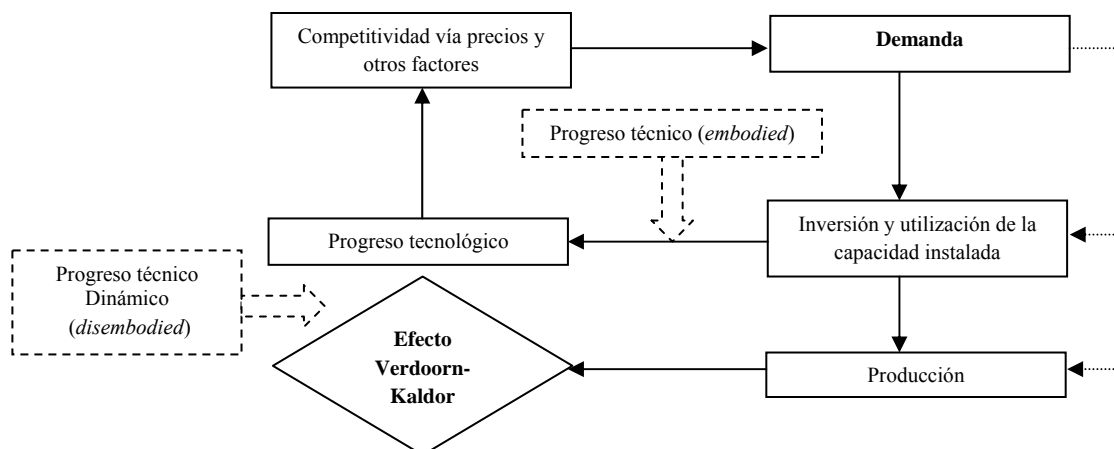 Competitividad vía precios y
otros factores
Demanda
Progreso técnico (embodied)
Progreso tecnológico
Inversión y utilización de la
capacidad instalada
Progreso técnico
Dinámico
(disembodied)
Efecto
Verdoorn-
Kaldor
Producción